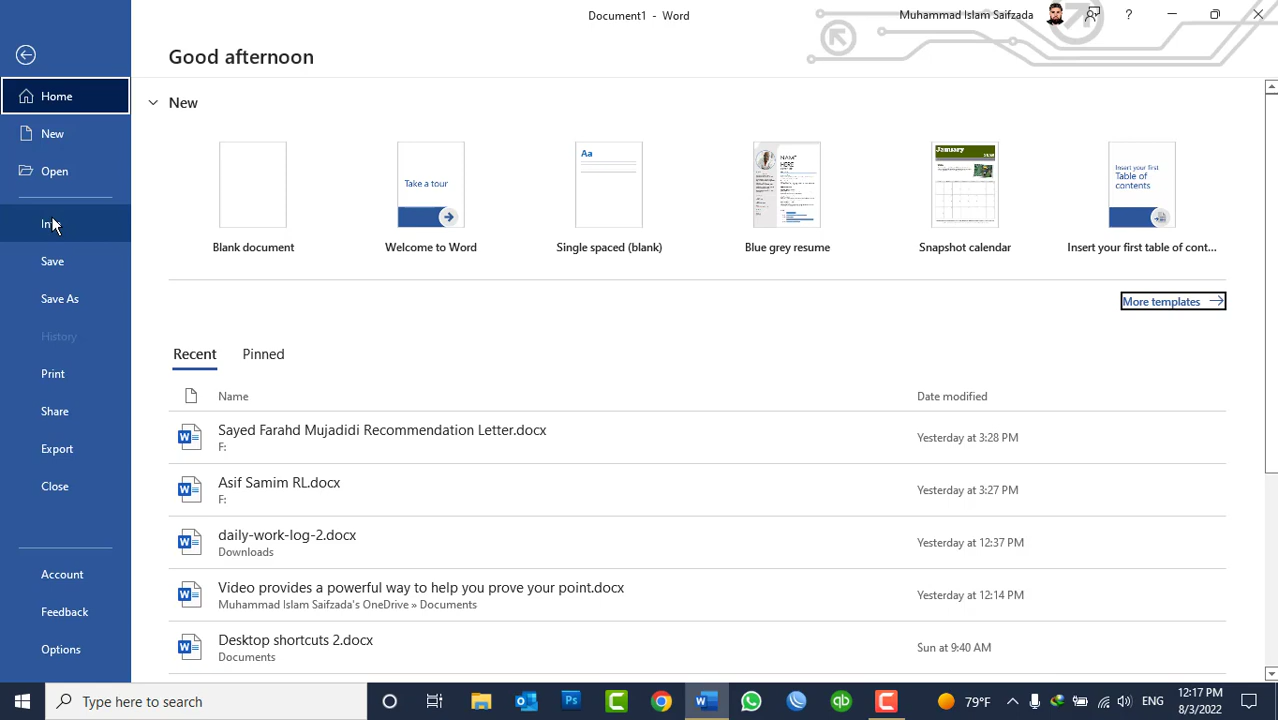 Document1 - Word
Muhammad Islam Saifzada
?
Good afternoon
Home
New
Open
Save
Save As
History
Print
Share
Export
Close
Account
Feedback
Options
New
Aa
Take a tour
January
Insert your first
Table of
contents
Blank document
Welcome to Word
Single spaced (blank)
Blue grey resume
Snapshot calendar
Insert your first table of cont...
More templates
Recent
Pinned
Name
Date modified
Sayed Farahd Mujadidi Recommendation Letter.docx
F:
Yesterday at 3:28 PM
Asif Samim RL.docx
F:
Yesterday at 3:27 PM
daily-work-log-2.docx
Downloads
Yesterday at 12:37 PM
Video provides a powerful way to help you prove your point.docx
Muhammad Islam Saifzada's OneDrive » Documents
Yesterday at 12:14 PM
Desktop shortcuts 2.docx
Documents
Sun at 9:40 AM
Type here to search
79°F
ENG
12:17 PM
8/3/2022